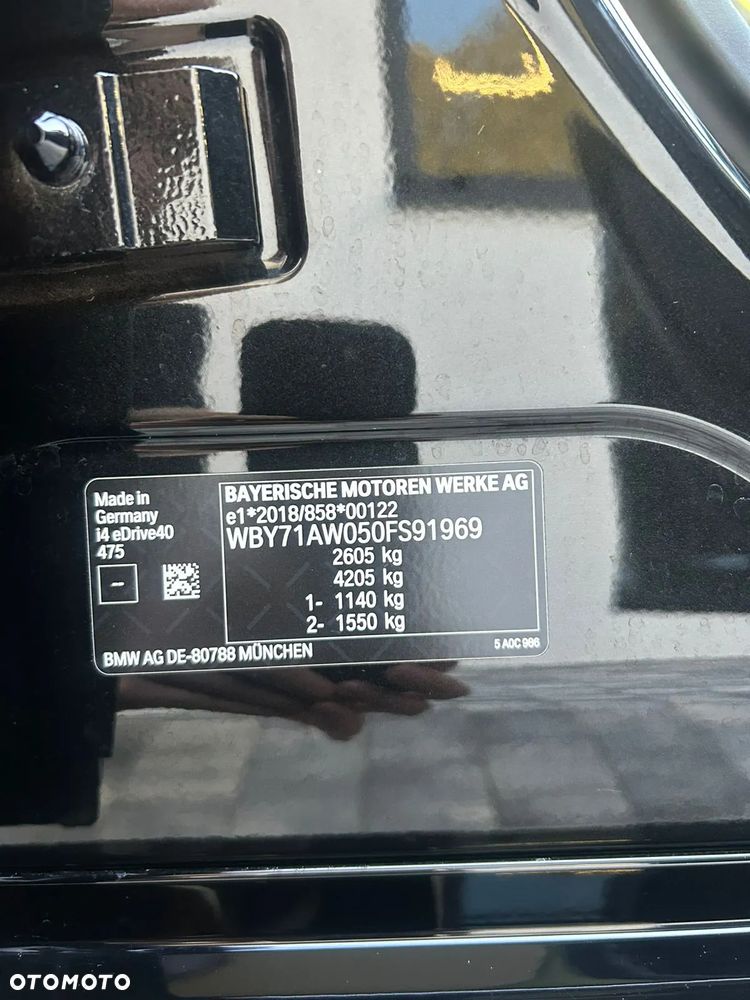 Made in
Germany
i4 eDrive40
475
--
BAYERISCHE MOTOREN WERKE AG
e1*2018/858*00122
WBY71AW050FS91969
2605 kg
4205 kg
1- 1140 kg
2- 1550 kg
BMW AG DE-80788 MÜNCHEN
5 A0C 986
OTOMOTO